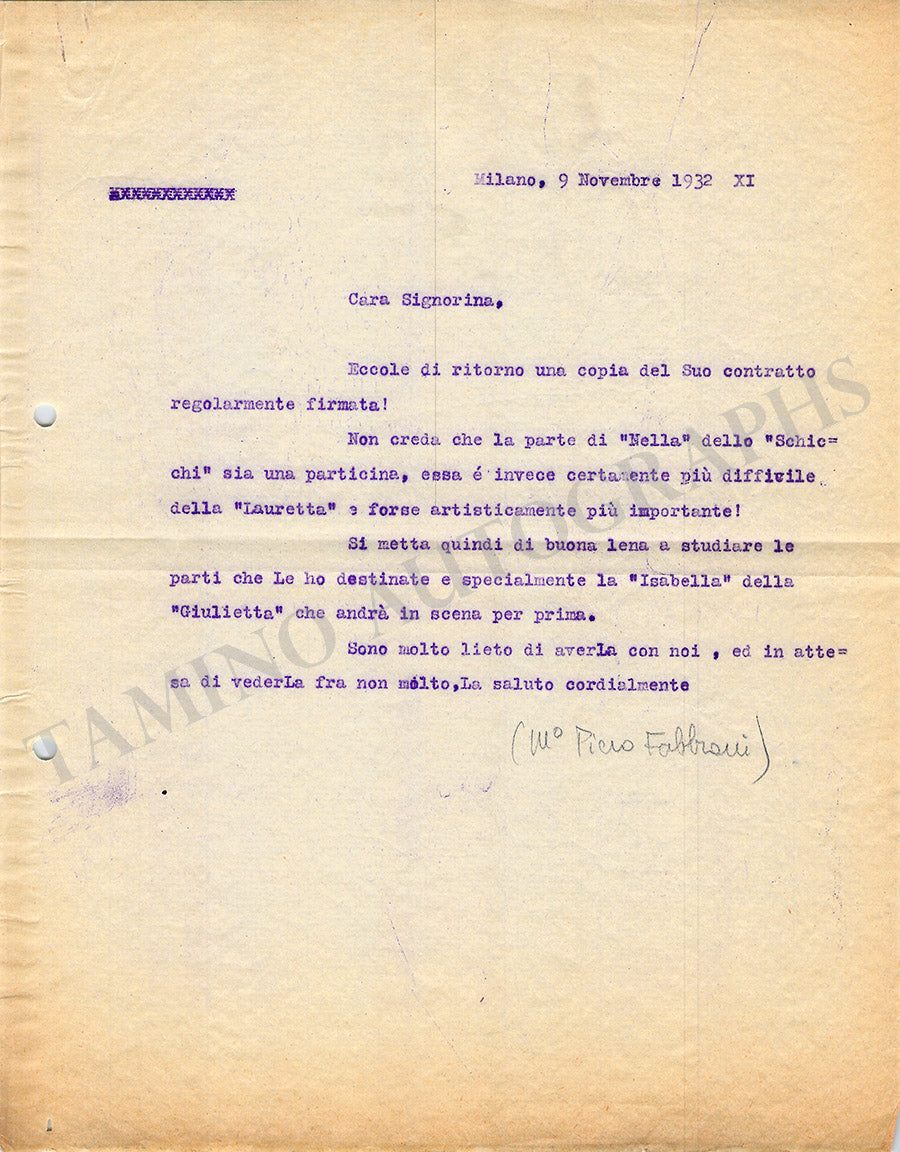 Milano, 9 Novembre 1932 XI
Cara Signorina,
Eccole di ritorno una copia del Suo contratto
regolarmente firmata!
Non creda che la parte di "Nella" dello "Schic=
chi" sia una particina, essa é invece certamente più difficile
della "Lauretta" e forse artisticamente più importante!
Si metta quindi di buona lena a studiare le
parti che Le ho destinate e specialmente la "Isabella" della
"Giulietta" che andrà in scena per prima.
Sono molto lieto di averLa con noi , ed in atte=
sa di vederLa fra non molto,La saluto cordialmente
(Mº Piero Fabbroni)
TAMINO AUTOGRAPHS